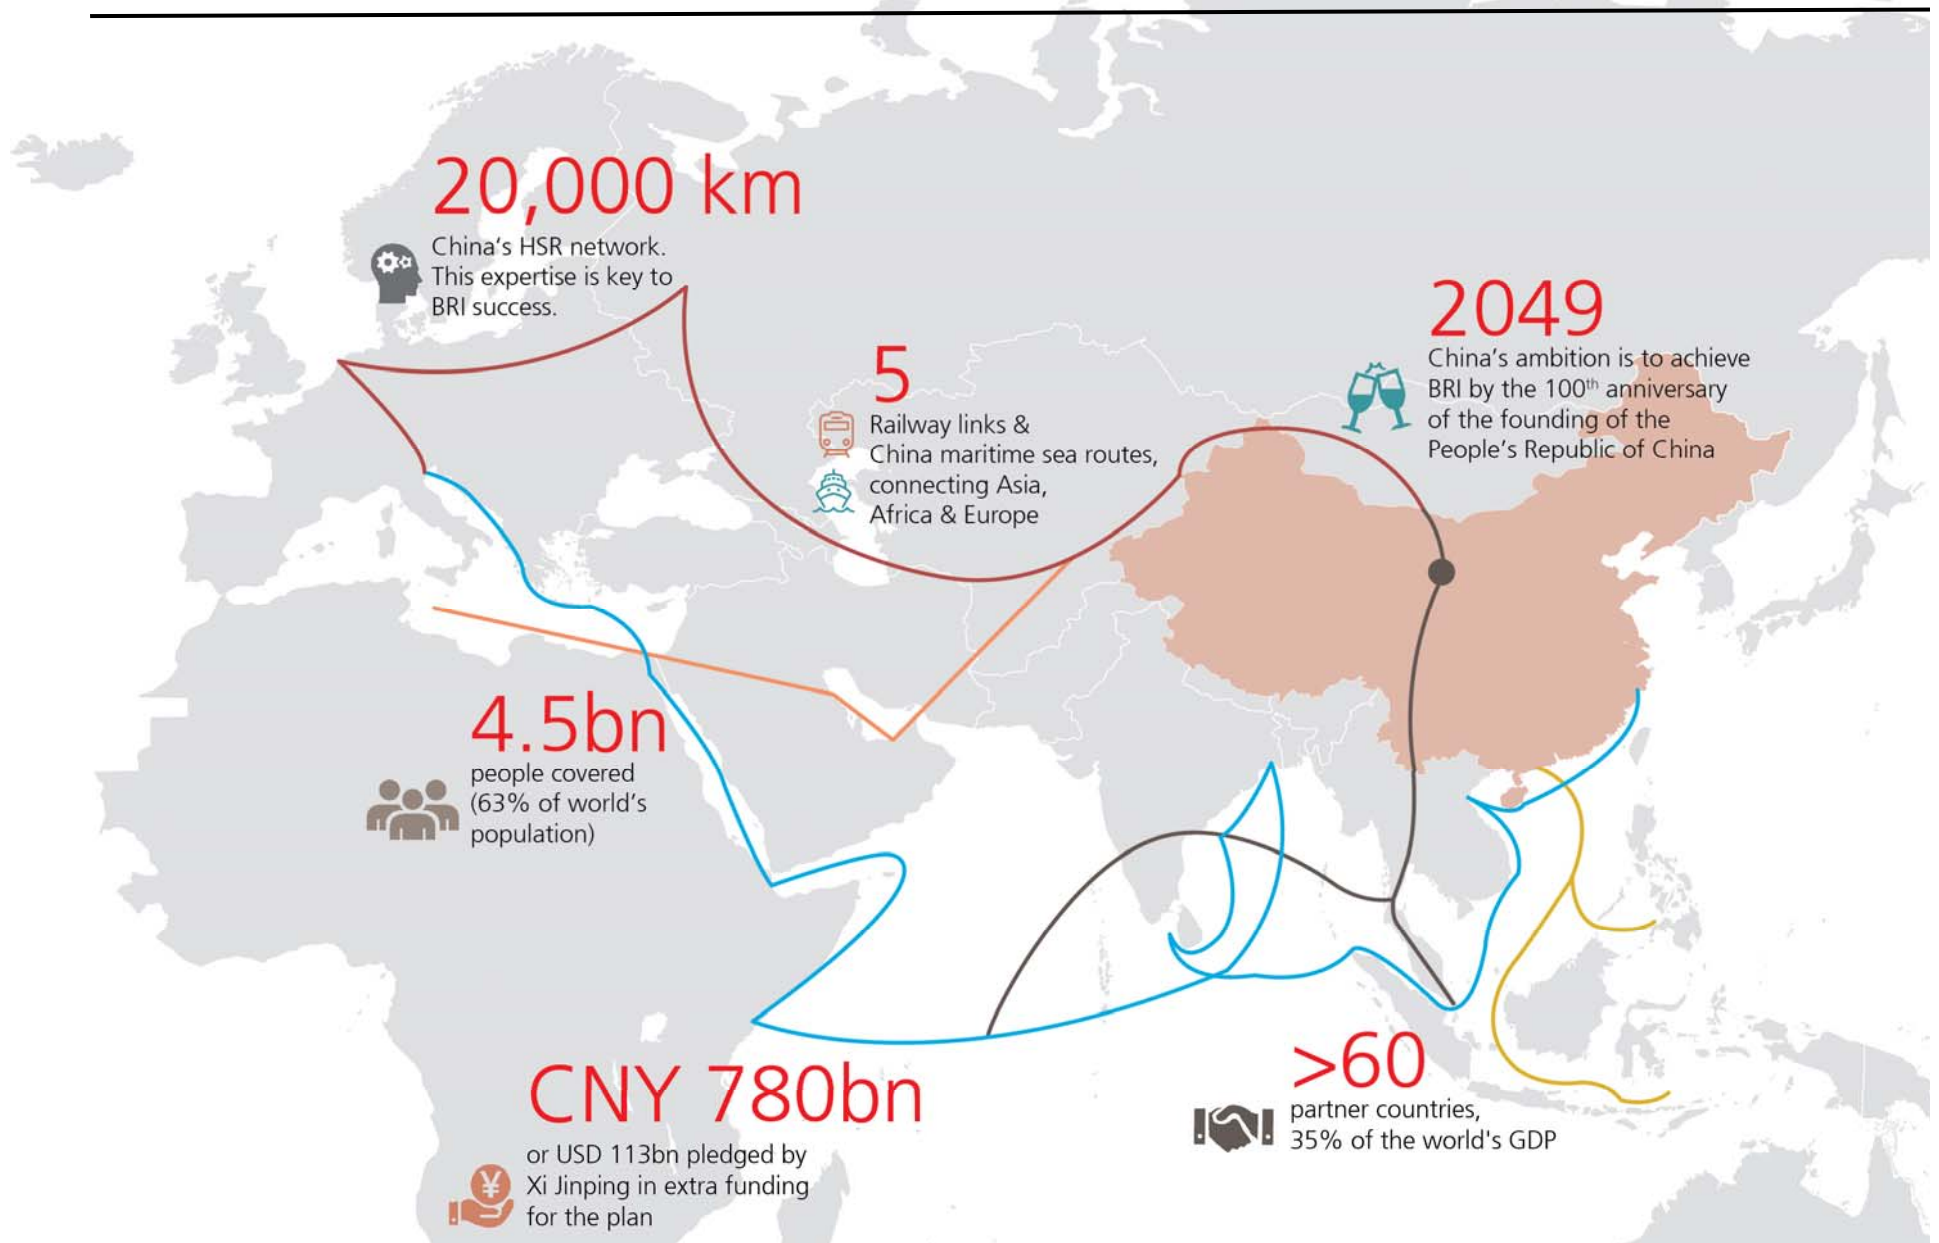 20,000 km
China's HSR network.
This expertise is key to
BRI success.
5
Railway links &
China maritime sea routes,
connecting Asia,
Africa & Europe
2049
China's ambition is to achieve
BRI by the 100th anniversary
of the founding of the
People's Republic of China
4.5bn
people covered
(63% of world's
population)
CNY 780bn
or USD 113bn pledged by
Xi Jinping in extra funding
for the plan
¥
>60
partner countries,
35% of the world's GDP